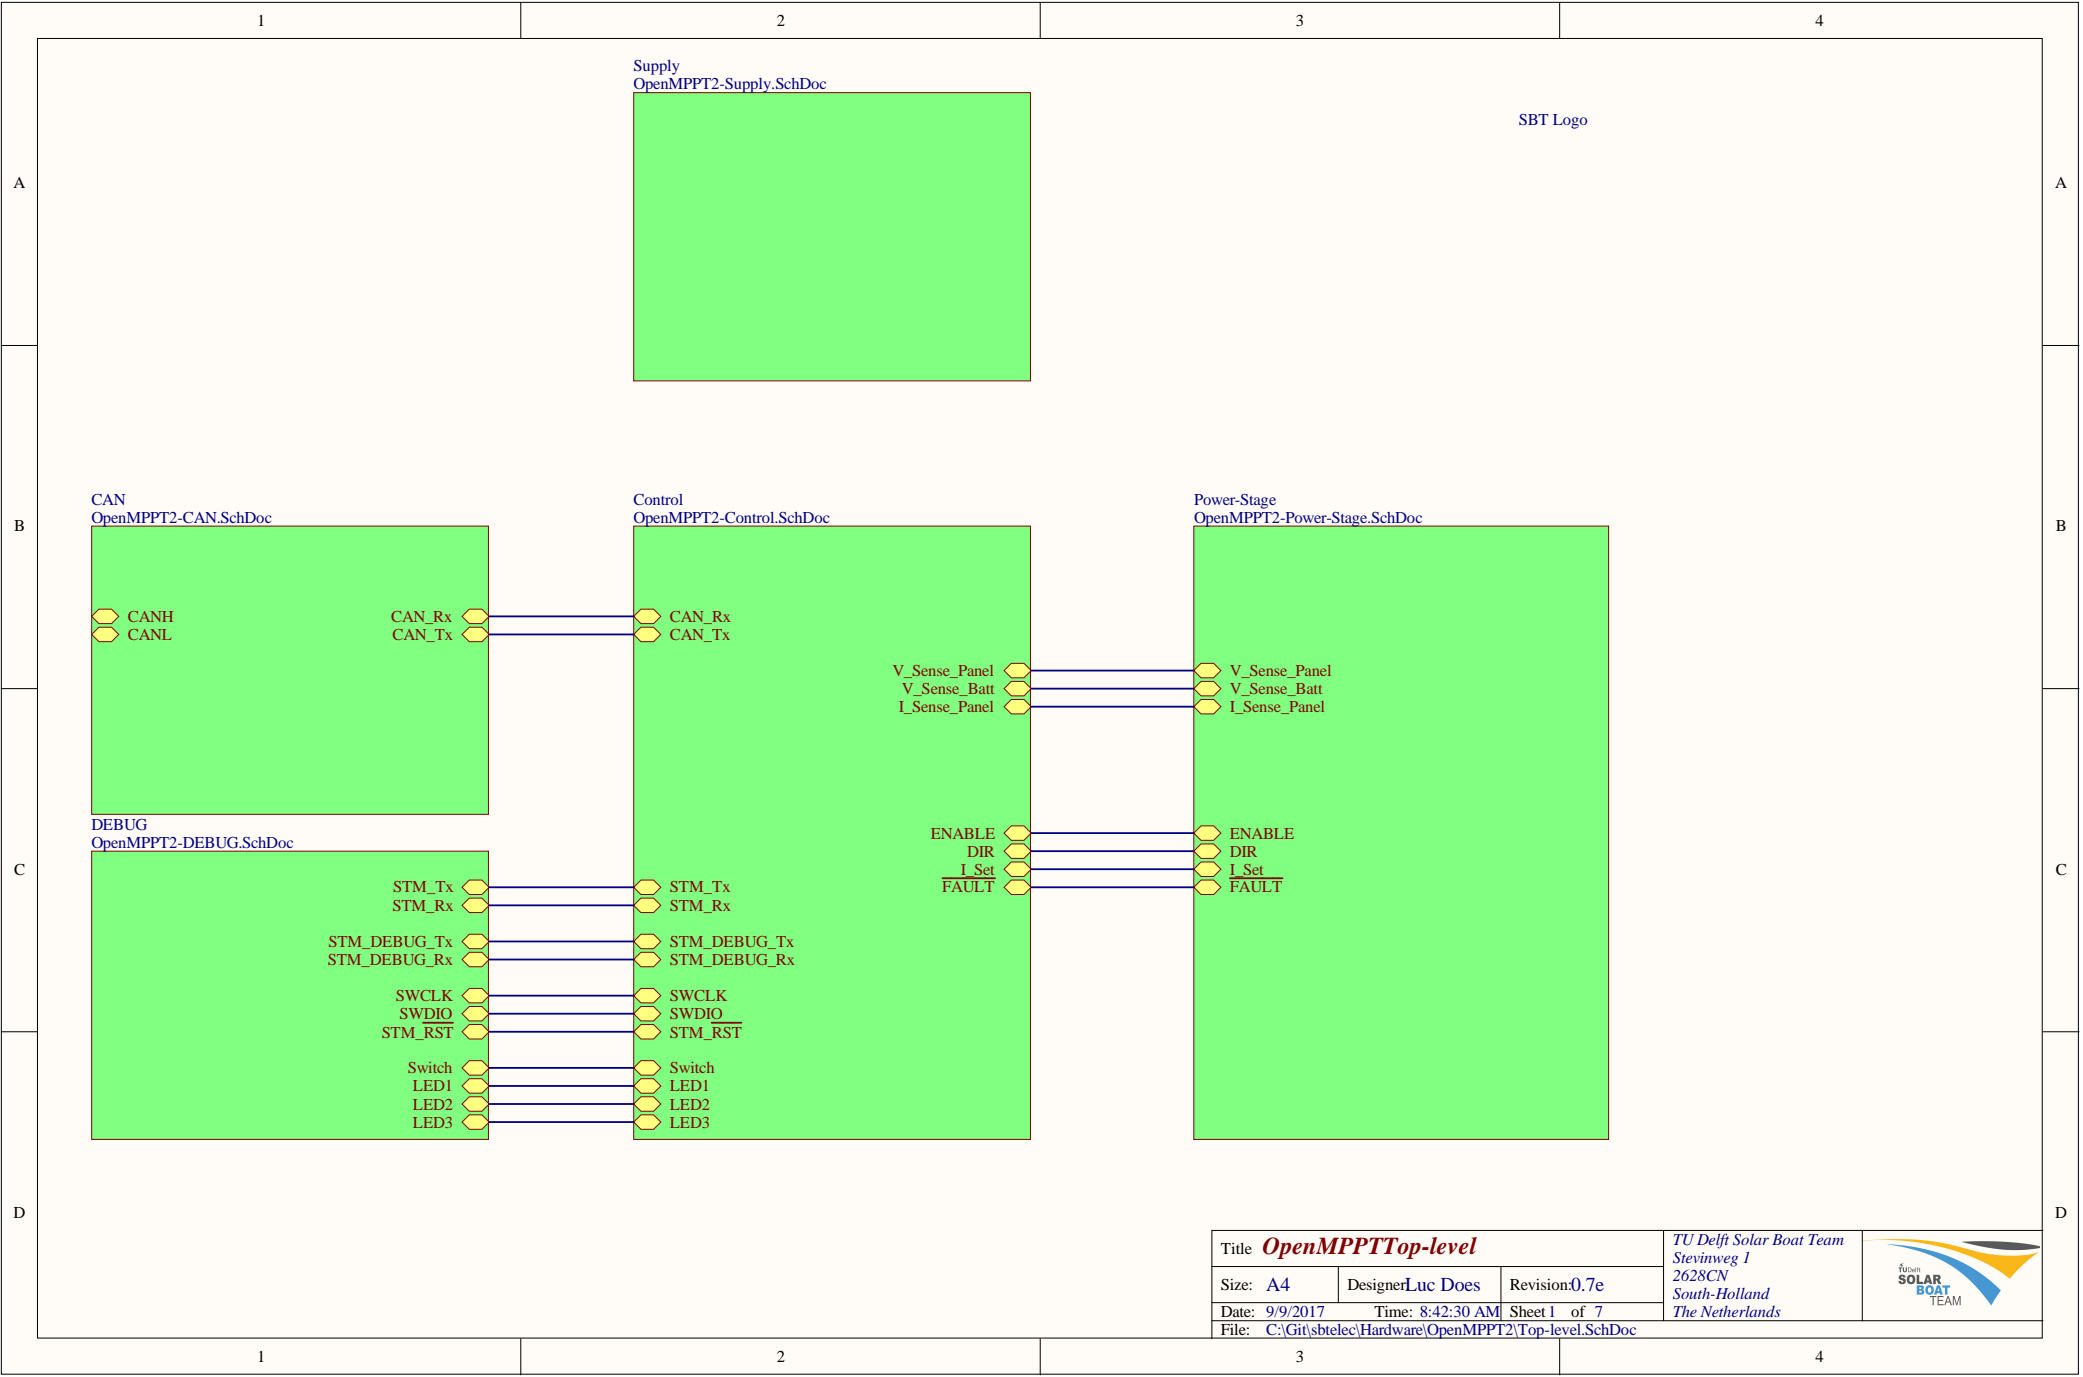 1 2 3 4
Supply
OpenMPPT2-Supply.SchDoc
SBT Logo
A A
CAN
OpenMPPT2-CAN.SchDoc
Control
OpenMPPT2-Control.SchDoc
Power-Stage
OpenMPPT2-Power-Stage.SchDoc
B B
CANH CAN_Rx CAN_Rx
CANL CAN_Tx CAN_Tx
V_Sense_Panel V_Sense_Panel
V_Sense_Batt V_Sense_Batt
I_Sense_Panel I_Sense_Panel
DEBUG
OpenMPPT2-DEBUG.SchDoc
ENABLE ENABLE
DIR DIR
C I_Set I_Set C
STM_Tx STM_Tx FAULT FAULT
STM_Rx STM_Rx
STM_DEBUG_Tx STM_DEBUG_Tx
STM_DEBUG_Rx STM_DEBUG_Rx
SWCLK SWCLK
SWDIO SWDIO
STM_RST STM_RST
Switch Switch
LED1 LED1
LED2 LED2
LED3 LED3
D D
Title OpenMPPTTop-level
Size: A4 Designer Luc Does Revision:0.7e
Date: 9/9/2017 Time: 8:42:30 AM Sheet 1 of 7
File: C:\Git\sbtelec\Hardware\OpenMPPT2\Top-level.SchDoc
TU Delft Solar Boat Team
Stevinweg 1
2628CN
South-Holland
The Netherlands
TU Delft
SOLAR
BOAT
TEAM
1 2 3 4